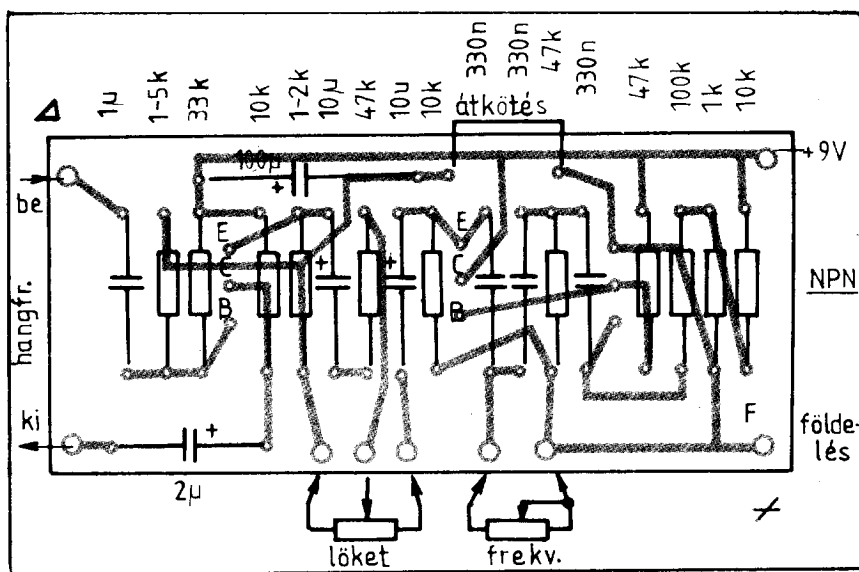 1µ
1-5k
33k
10k
1-2k
10µ
47k
10u
10k
330n
330n
47k
330n
47k
100k
1k
10k
átkötés
100µ
+
+9V
be
E
C
B
+
+
E
C
B
NPN
hangfr.
ki
+
2µ
F
földe-
lés
löket
frekv.